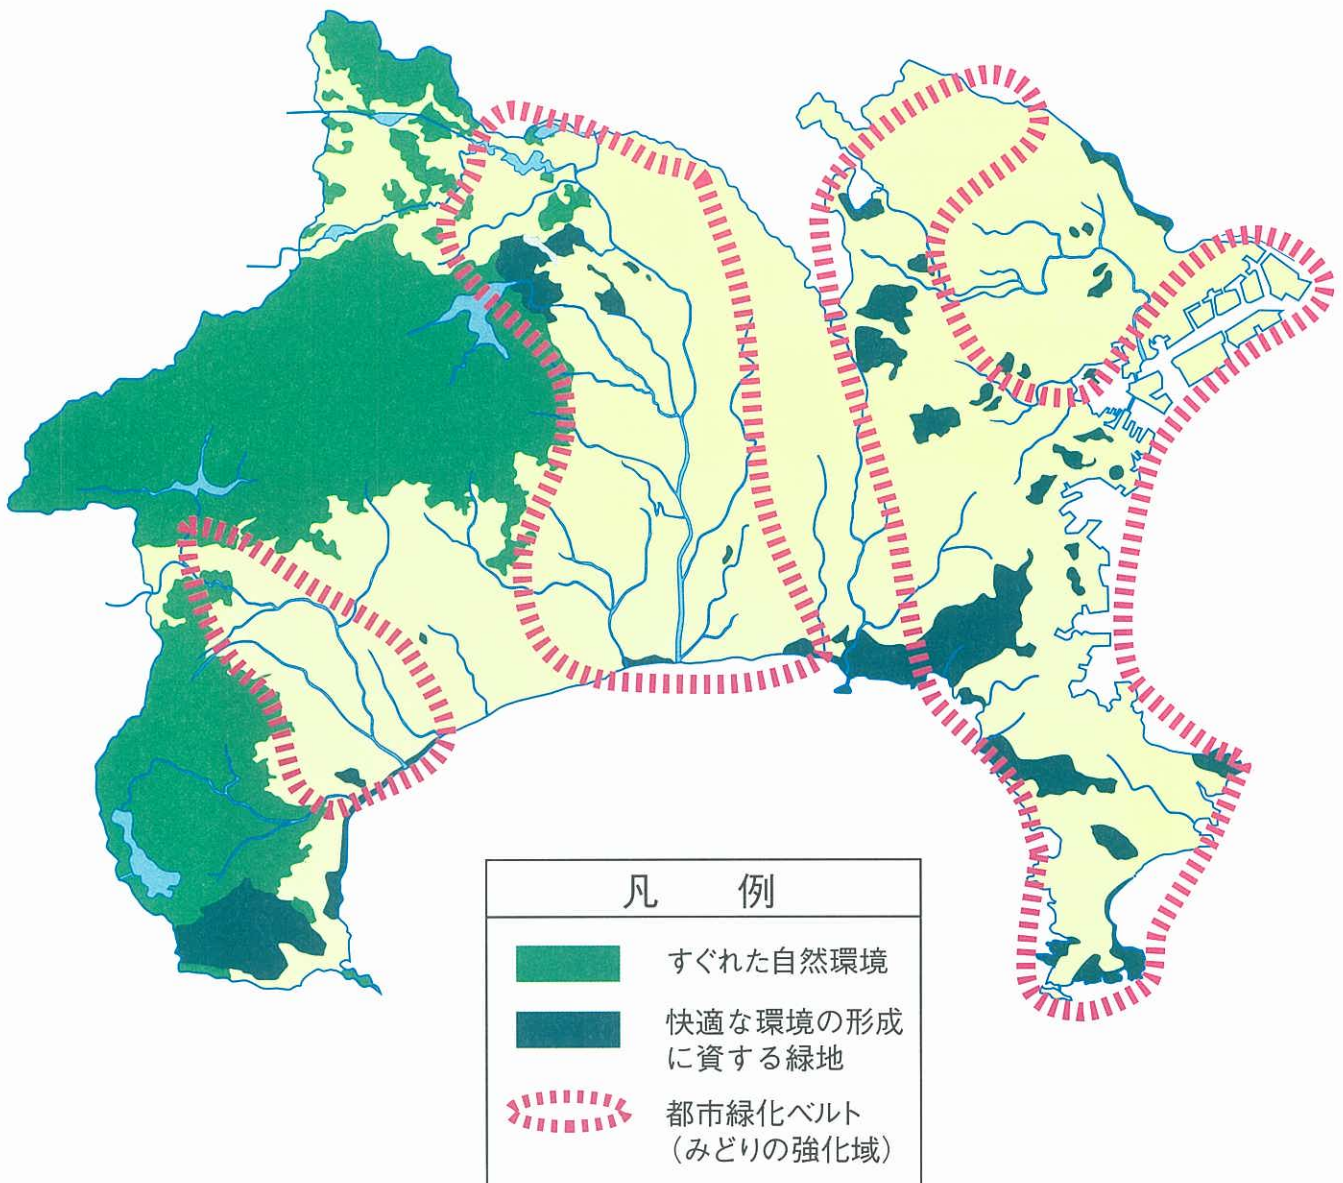 凡 例
すぐれた自然環境
快適な環境の形成
に資する緑地
都市緑化ベルト
(みどりの強化域)